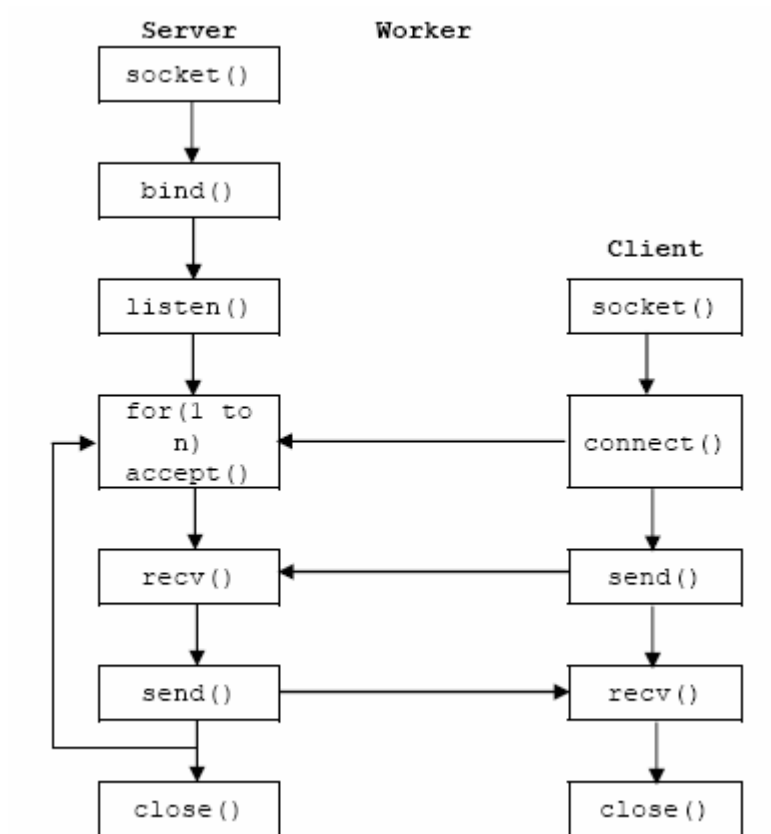 Server
Worker
socket()
bind()
listen()
for(1 to
n)
accept()
recv()
send()
close()
Client
socket()
connect()
send()
recv()
close()